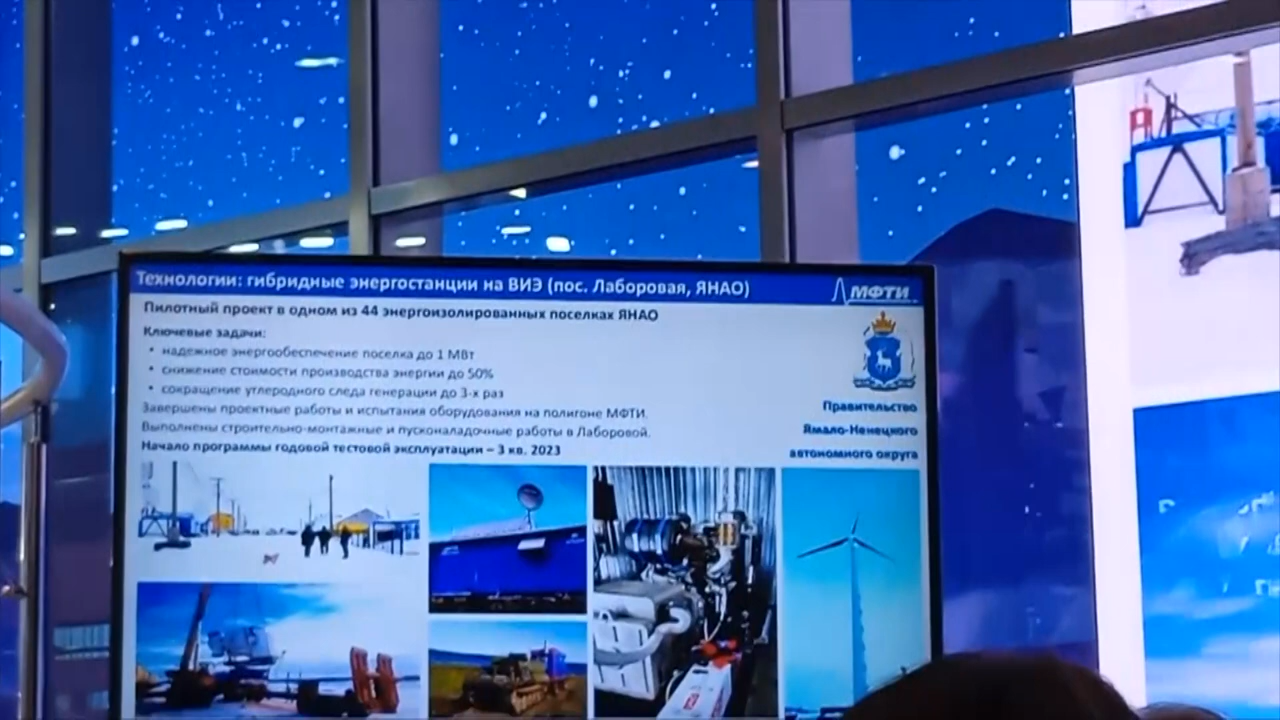 Технологии: гибридные энергостанции на ВИЭ (пос. Лаборовая, ЯНАО)
МФТИ
Пилотный проект в одном из 44 энергоизолированных поселках ЯНАО
Ключевые задачи:
• надежное энергообеспечение поселка до 1 МВт
• снижение стоимости производства энергии до 50%
• сокращение углеродного следа генерации до 3-х раз
Завершены проектные работы и испытания оборудования на полигоне МФТИ.
Выполнены строительно-монтажные и пусконаладочные работы в Лаборовой.
Начало программы годовой тестовой эксплуатации – 3 кв. 2023
Правительство
Ямало-Ненецкого
автономного округа